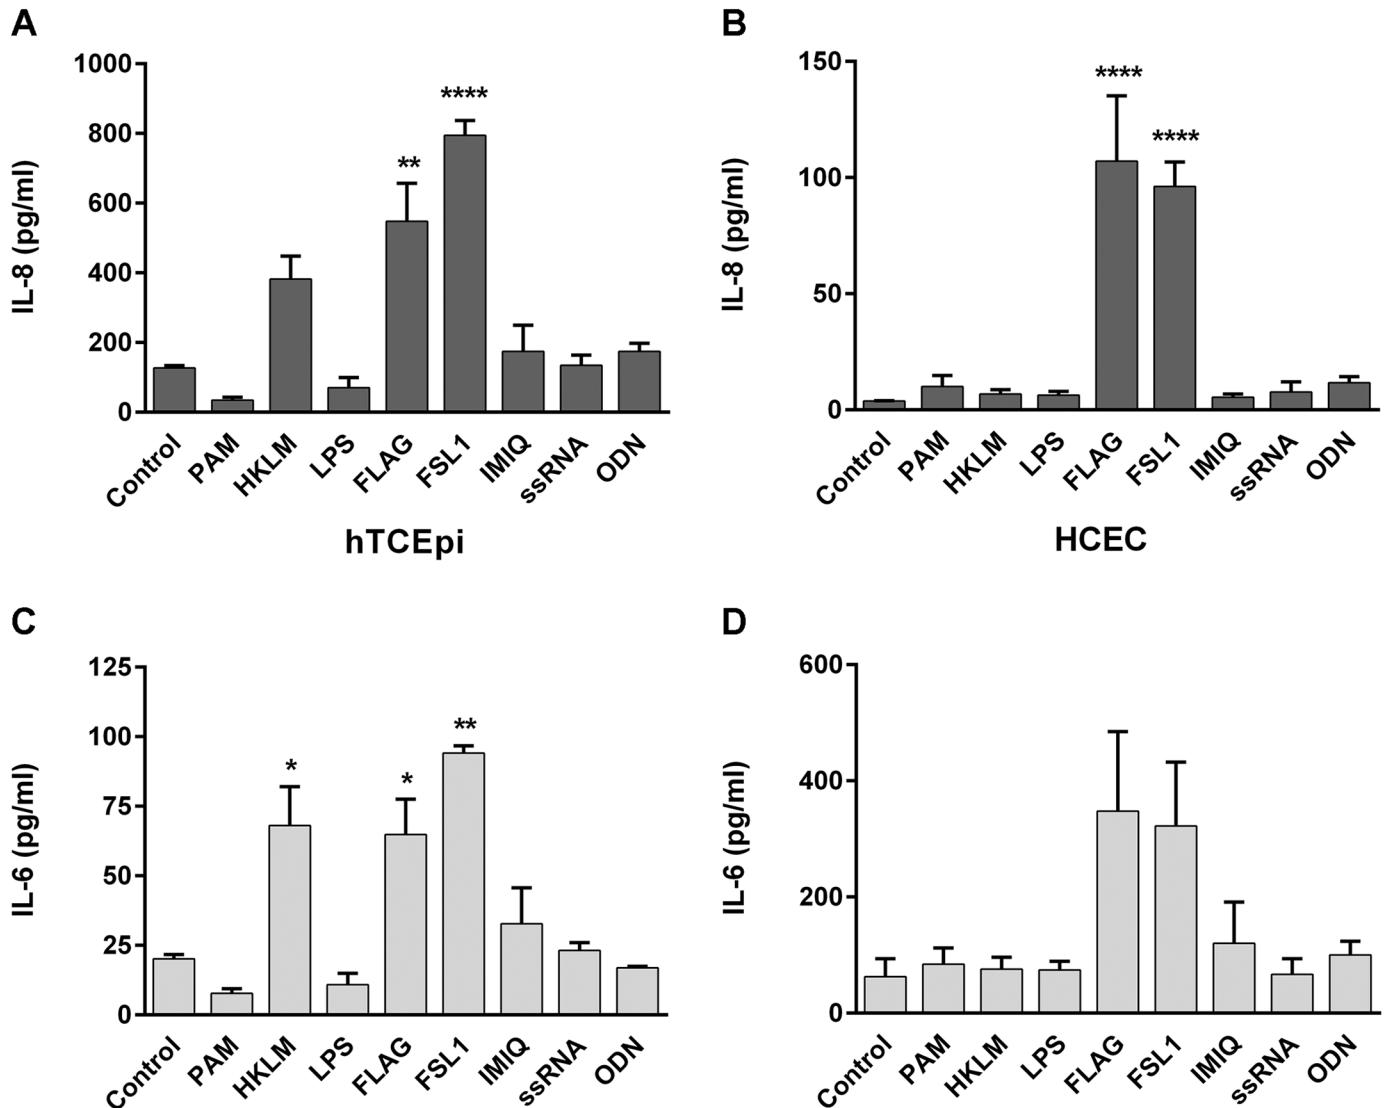 A
IL-8 (pg/ml)
1000
800
600
400
200
0
**
****
Control
PAM
HKLM
LPS
FLAG
FSL1
IMIQ
ssRNA
ODN
hTCEpi
B
IL-8 (pg/ml)
150
100
50
0
****
****
Control
PAM
HKLM
LPS
FLAG
FSL1
IMIQ
ssRNA
ODN
HCEC
C
IL-6 (pg/ml)
125
100
75
50
25
0
*
*
**
Control
PAM
HKLM
LPS
FLAG
FSL1
IMIQ
ssRNA
ODN
D
IL-6 (pg/ml)
600
400
200
0
Control
PAM
HKLM
LPS
FLAG
FSL1
IMIQ
ssRNA
ODN